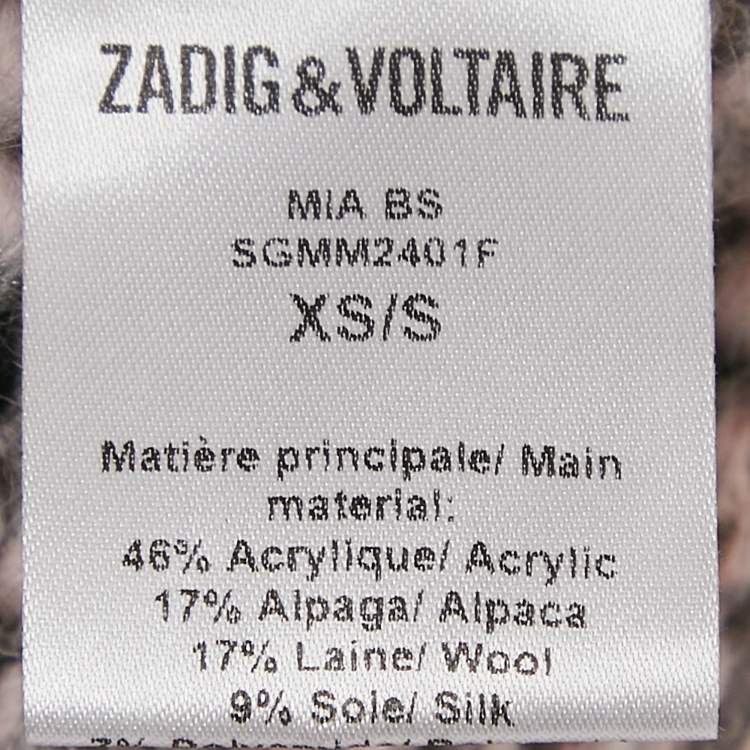 ZADIG&VOLTAIRE
MIA BS
SGMM2401F
XS/S
Matière principale/ Main
material:
46% Acrylique/ Acrylic
17% Alpaga/ Alpaca
17% Laine/ Wool
9% Soie/ Silk